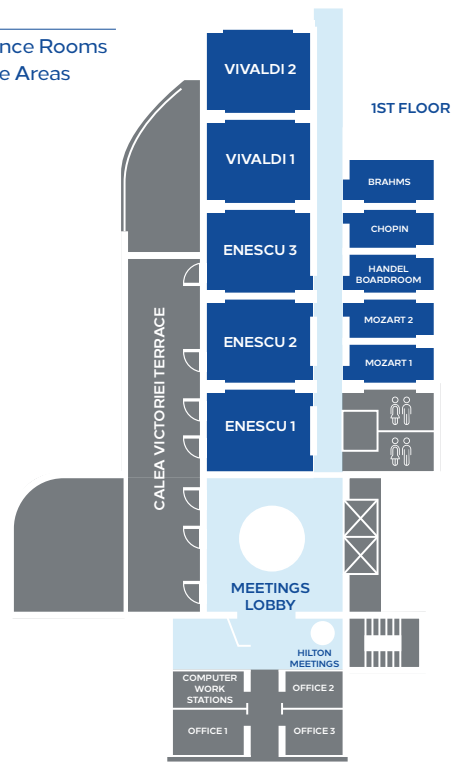 nce Rooms
e Areas
1ST FLOOR
VIVALDI 2
VIVALDI 1
BRAHMS
CHOPIN
ENESCU 3
HANDEL
BOARDROOM
MOZART 2
ENESCU 2
MOZART 1
ENESCU 1
CALEA VICTORIEI TERRACE
MEETINGS
LOBBY
HILTON
MEETINGS
COMPUTER
WORK
STATIONS
OFFICE 2
OFFICE 1
OFFICE 3